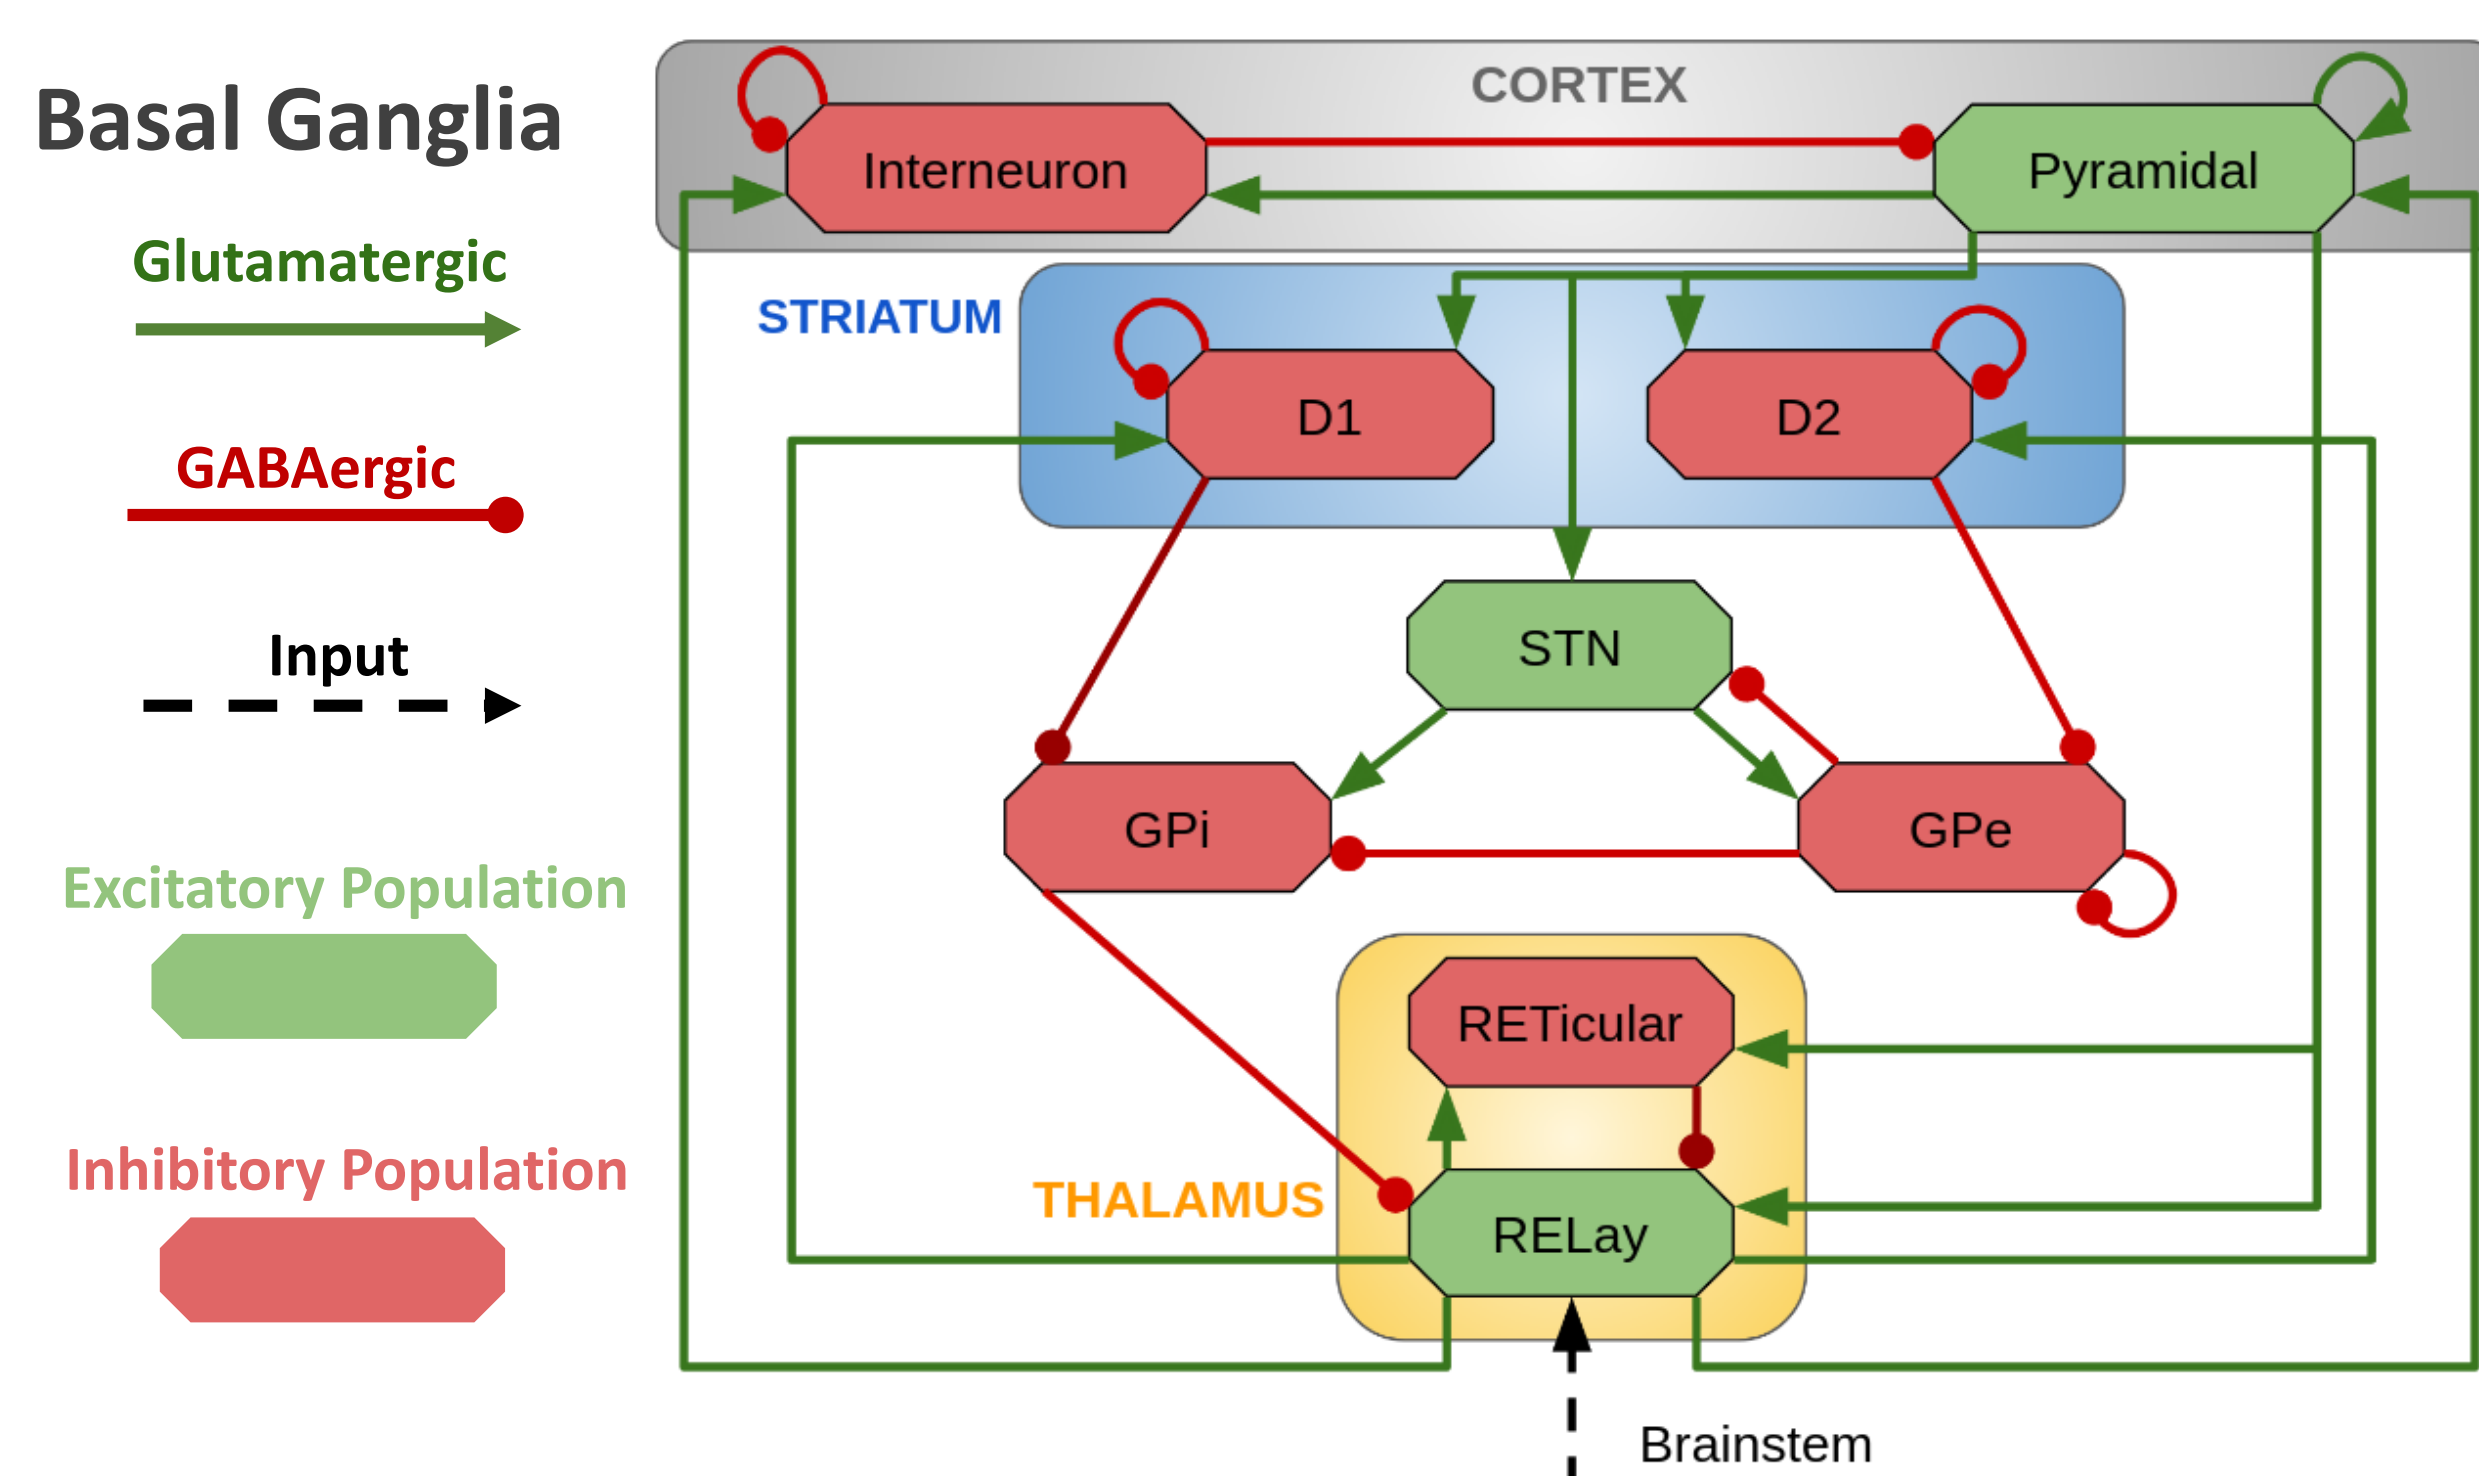 Basal Ganglia
Glutamatergic
GABAergic
Input
Excitatory Population
Inhibitory Population
CORTEX
Interneuron
Pyramidal
STRIATUM
D1
D2
STN
GPi
GPe
RETicular
THALAMUS
RELay
Brainstem